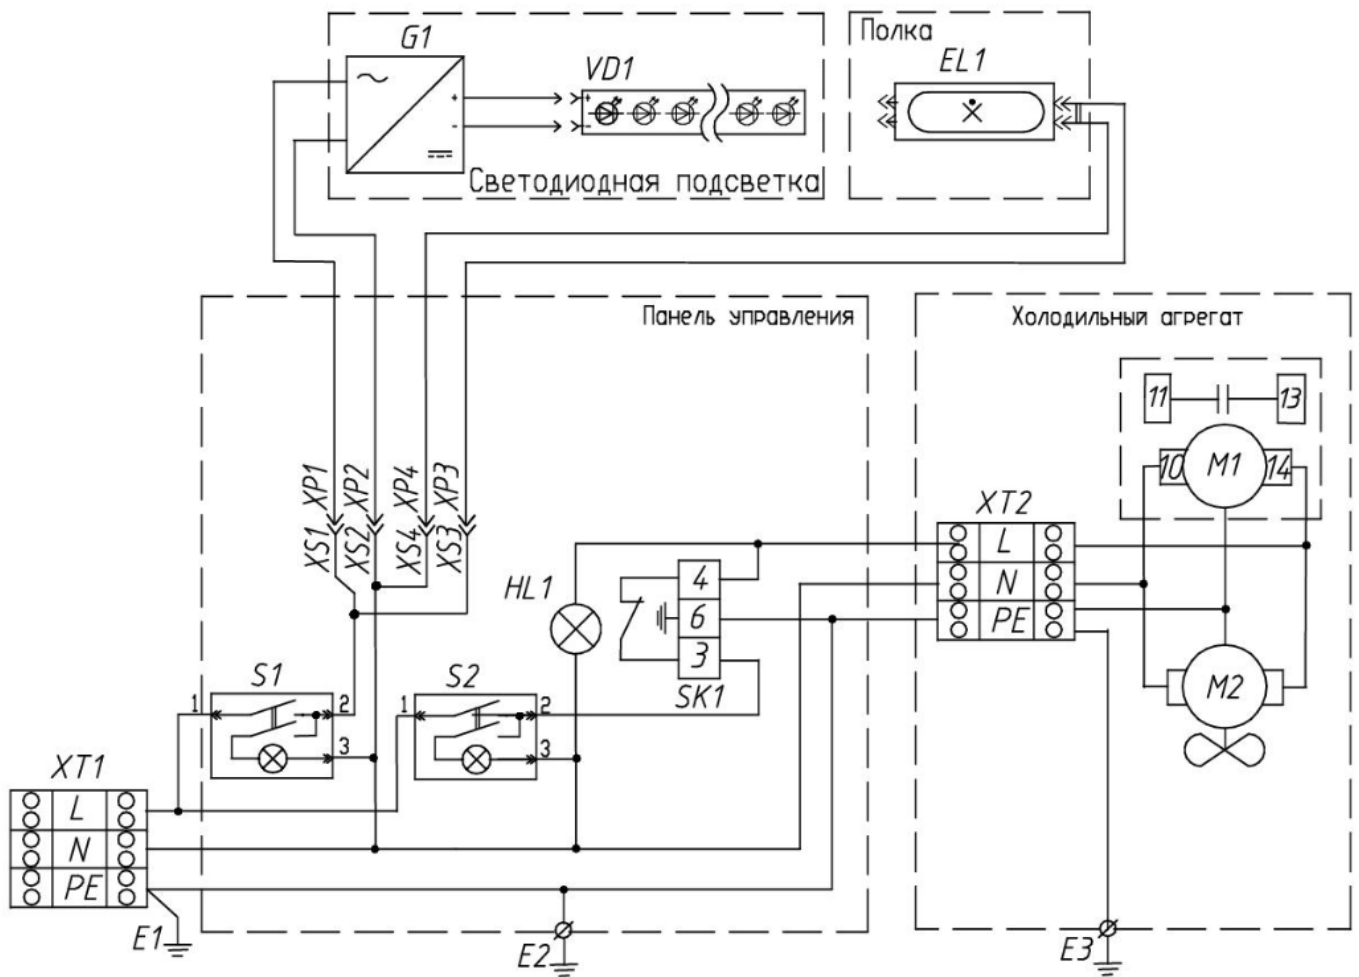 G1
VD1
+
+
-
-
Светодиодная подсветка
Полка
EL1
Панель управления
Холодильный агрегат
11
13
10
M1
14
XP1
XP2
XP4
XP3
XS1
XS2
XS4
XS3
XT2
L
N
PE
HL1
4
6
3
SK1
S1
1
2
3
S2
1
2
3
M2
XT1
L
N
PE
E1
E2
E3